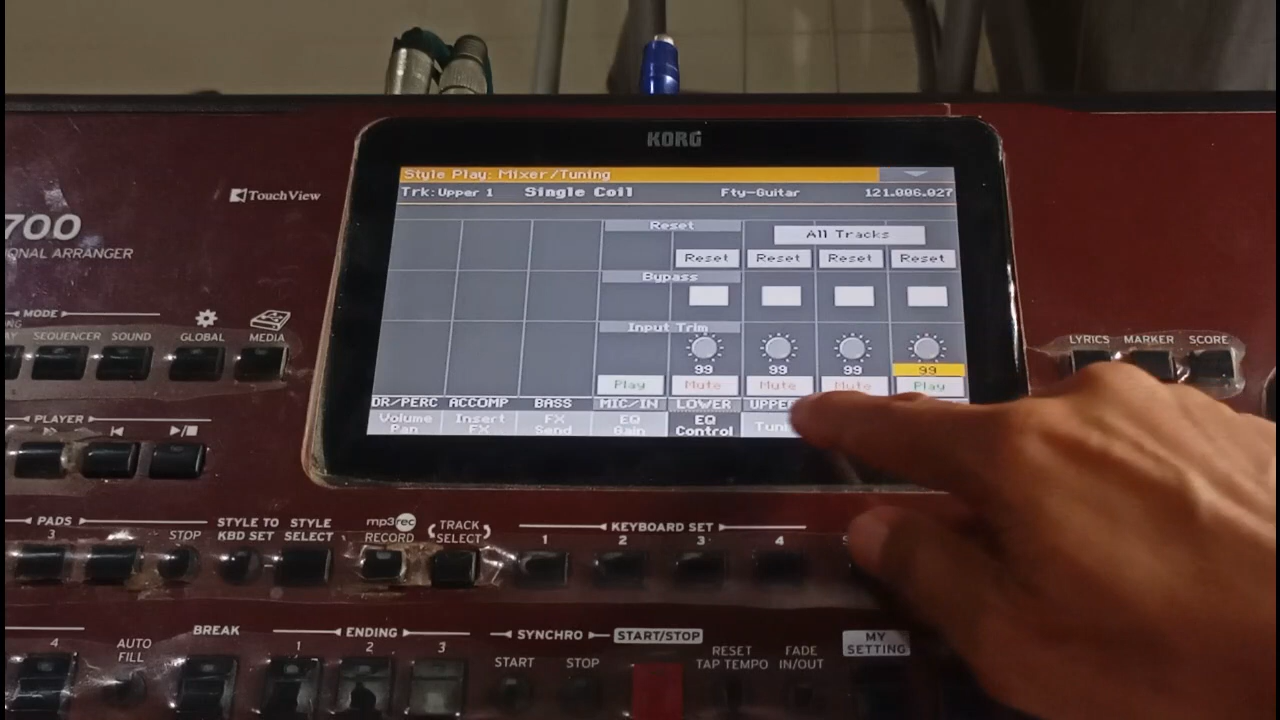 KORG
TouchView
700
IONAL ARRANGER
Style Play: Mixer/Tuning
Trk:Upper 1 Single Coil Fty-Guitar 121.006.027
Reset
All Tracks
Reset Reset Reset Reset
Bypass
Input Trim
99 99 99 99
Play Mute Mute Mute Play
DR/PERC ACCOMP BASS MIC/IN LOWER UPPER
Volume Pan
Insert FX
FX Send
EQ Gain
EQ Control
MODE
SEQUENCER SOUND GLOBAL MEDIA
LYRICS MARKER SCORE
PLAYER
PADS
3
STOP
STYLE TO KBD SET
STYLE SELECT
mp3rec
RECORD
TRACK SELECT
KEYBOARD SET
1 2 3 4
4
AUTO FILL
BREAK
ENDING
1 2 3
SYNCHRO
START STOP
START/STOP
RESET
TAP TEMPO
FADE
IN/OUT
MY
SETTING